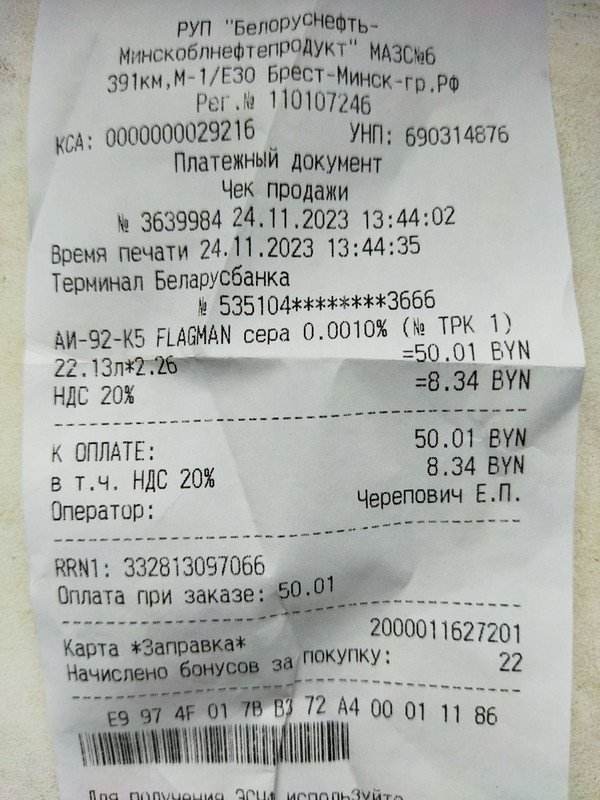 РУП "Белоруснефть-
Минскоблнефтепродукт" МАЗС№6
391км,М-1/Е30 Брест-Минск-гр.РФ
Рег.№ 110107246
КСА: 0000000029216 УНП: 690314876
Платежный документ
Чек продажи
№ 3639984 24.11.2023 13:44:02
Время печати 24.11.2023 13:44:35
Терминал Беларусбанка
№ 535104********3666
АИ-92-К5 FLAGMAN сера 0.0010% (№ ТРК 1)
22.13л*2.26 =50.01 BYN
НДС 20% =8.34 BYN
К ОПЛАТЕ: 50.01 BYN
в т.ч. НДС 20% 8.34 BYN
Оператор: Черепович Е.П.
RRN1: 332813097066
Оплата при заказе: 50.01
Карта *Заправка* 2000011627201
Начислено бонусов за покупку: 22
E9 97 4F 01 7B B3 72 A4 00 01 11 86
Для получения ЭСЧФ используйте